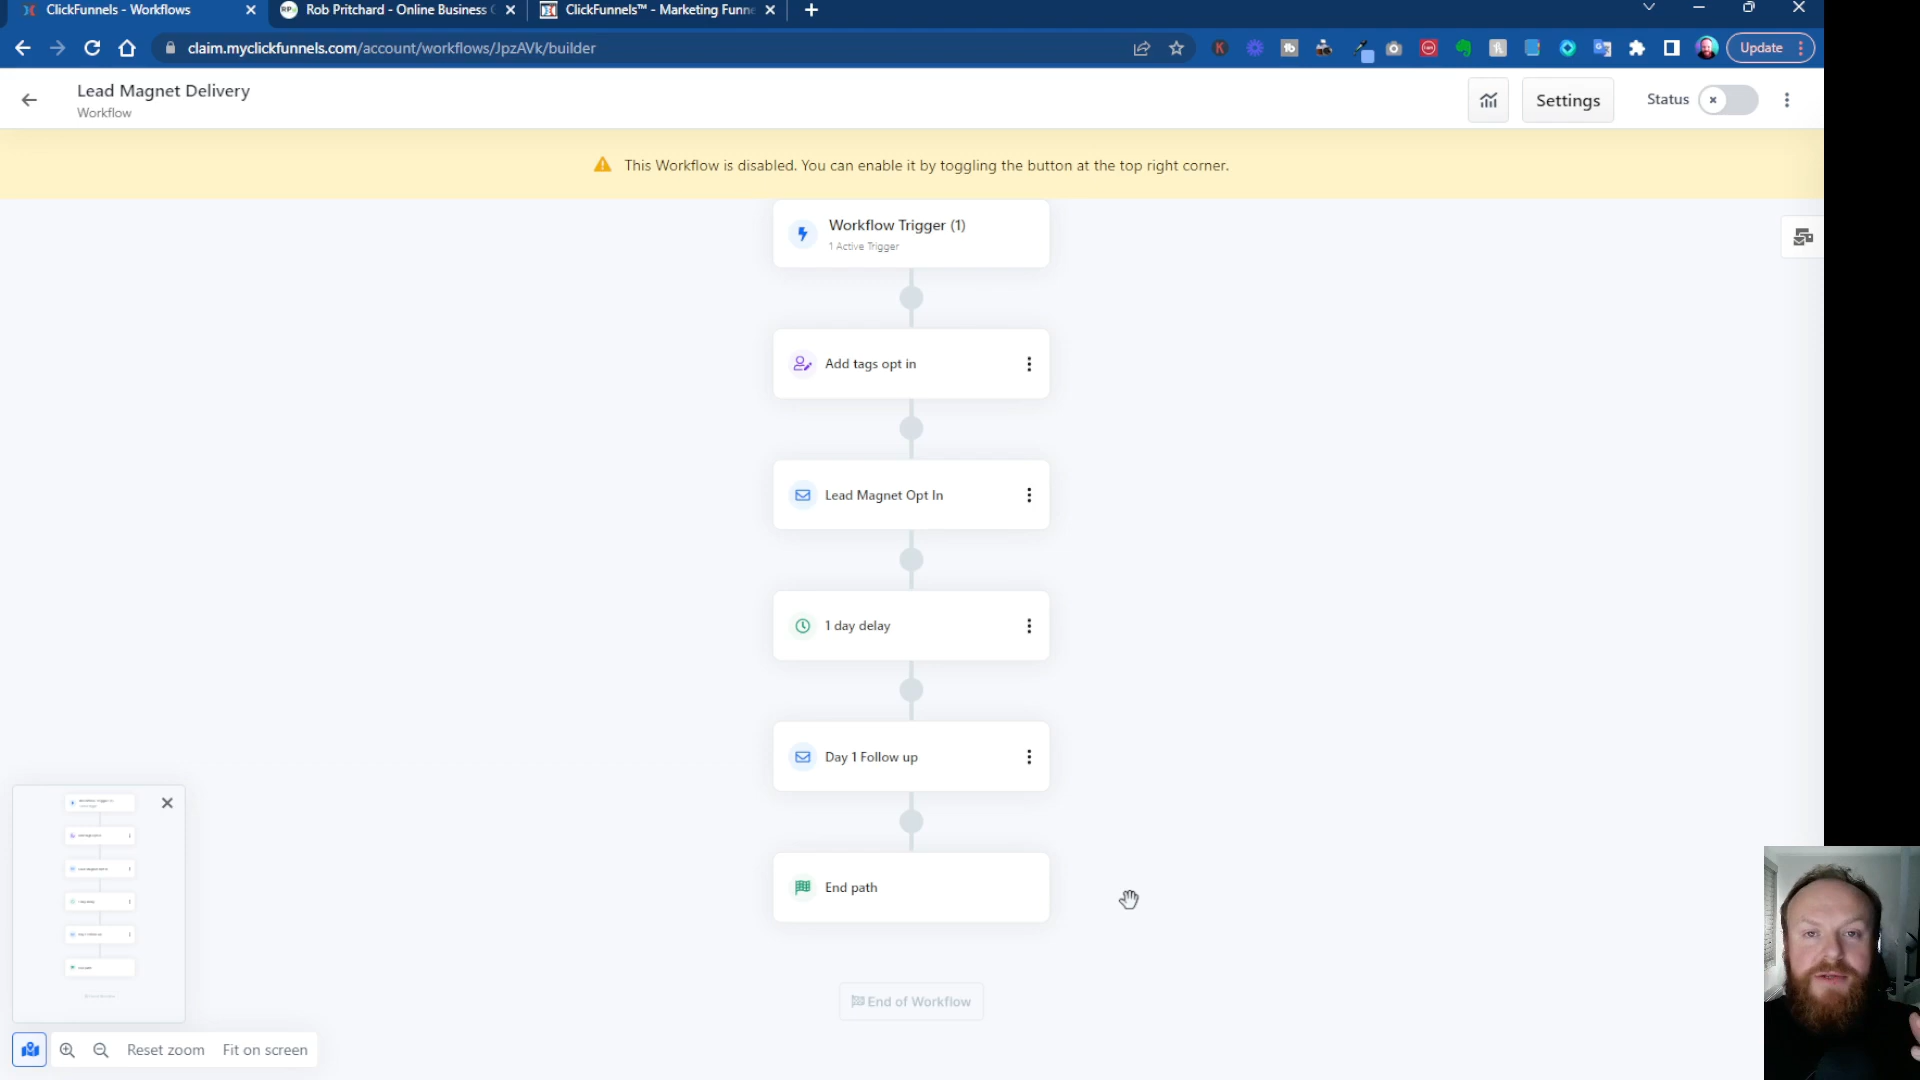 ClickFunnels - Workflows
Rob Pritchard - Online Business
ClickFunnels™ - Marketing Funn
claim.myclickfunnels.com/account/workflows/JpzAVk/builder
Update
Lead Magnet Delivery
Workflow
Settings
Status
This Workflow is disabled. You can enable it by toggling the button at the top right corner.
Workflow Trigger (1)
1 Active Trigger
Add tags opt in
Lead Magnet Opt In
1 day delay
Day 1 Follow up
End path
End of Workflow
Reset zoom
Fit on screen